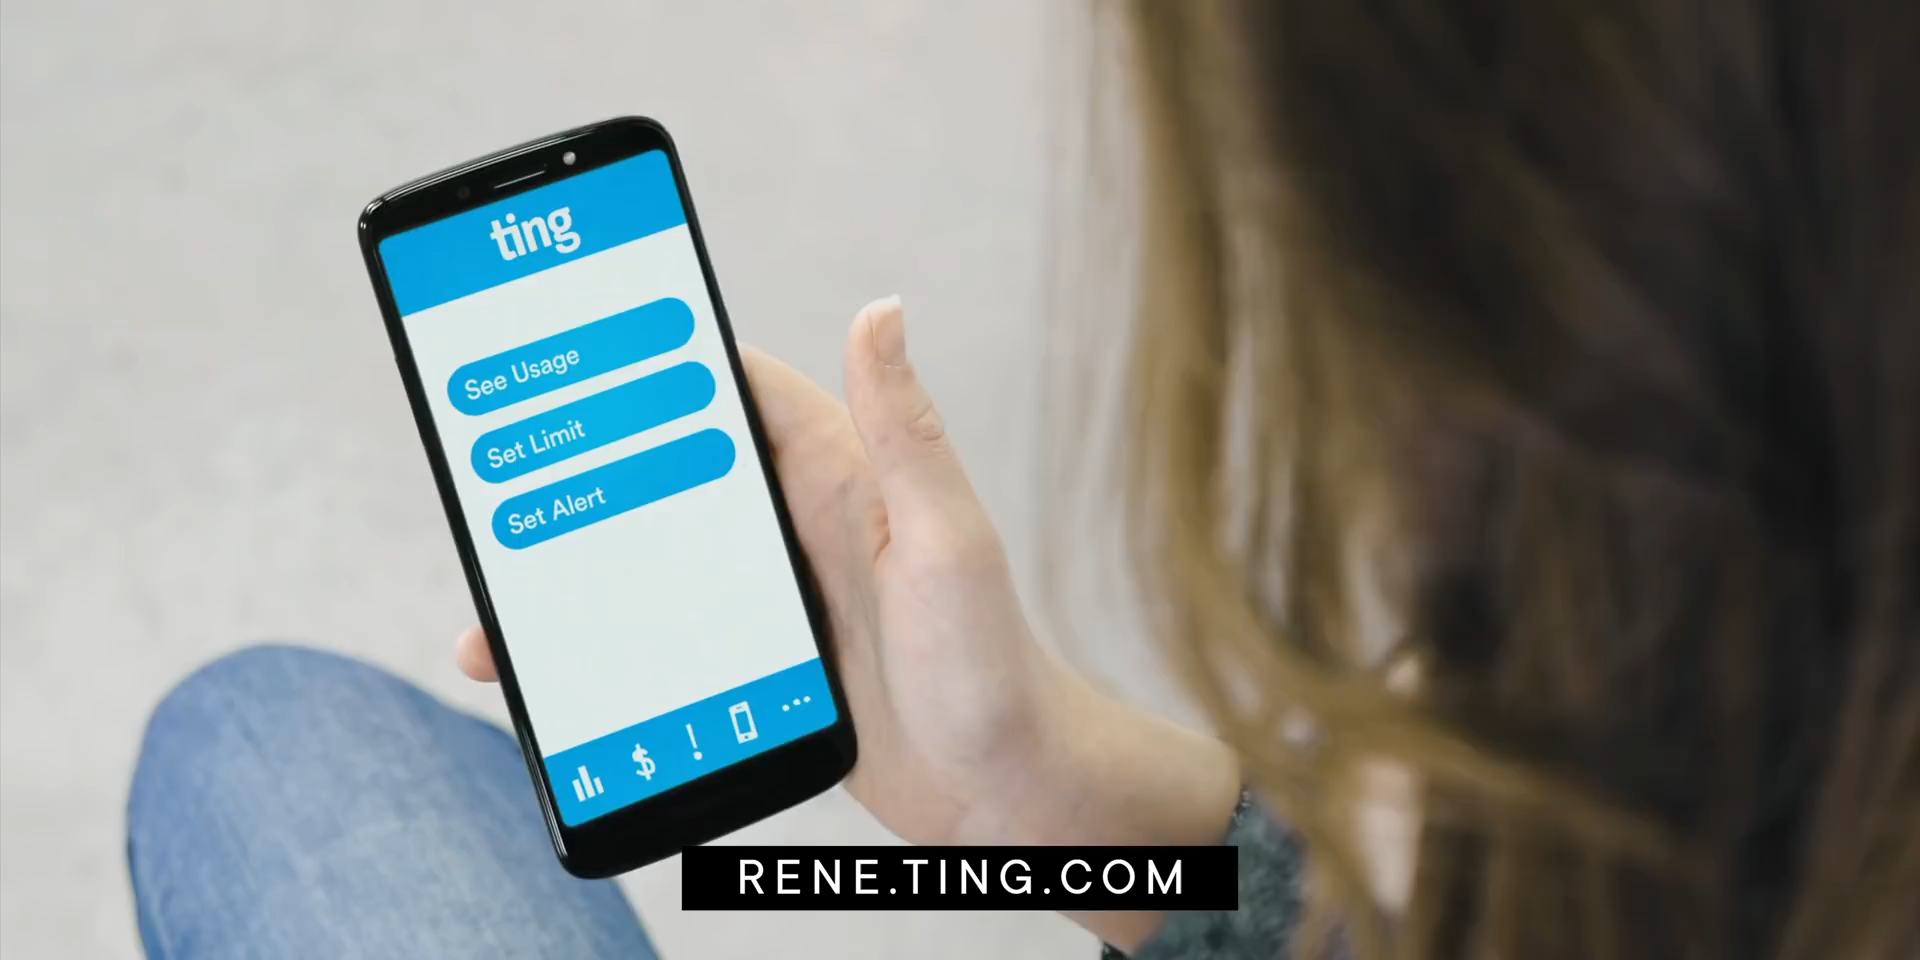 ting
See Usage
Set Limit
Set Alert
RENE.TING.COM